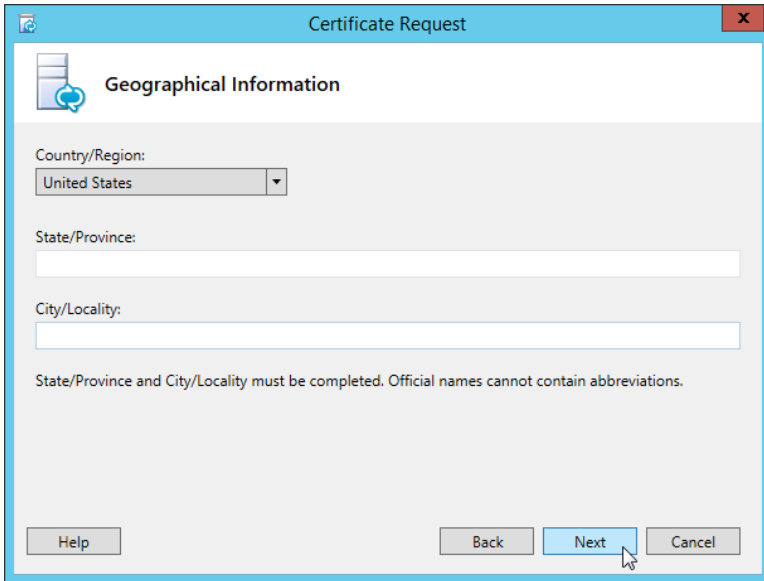 Certificate Request
x
Geographical Information
Country/Region:
United States
State/Province:
City/Locality:
State/Province and City/Locality must be completed. Official names cannot contain abbreviations.
Help Back Next Cancel